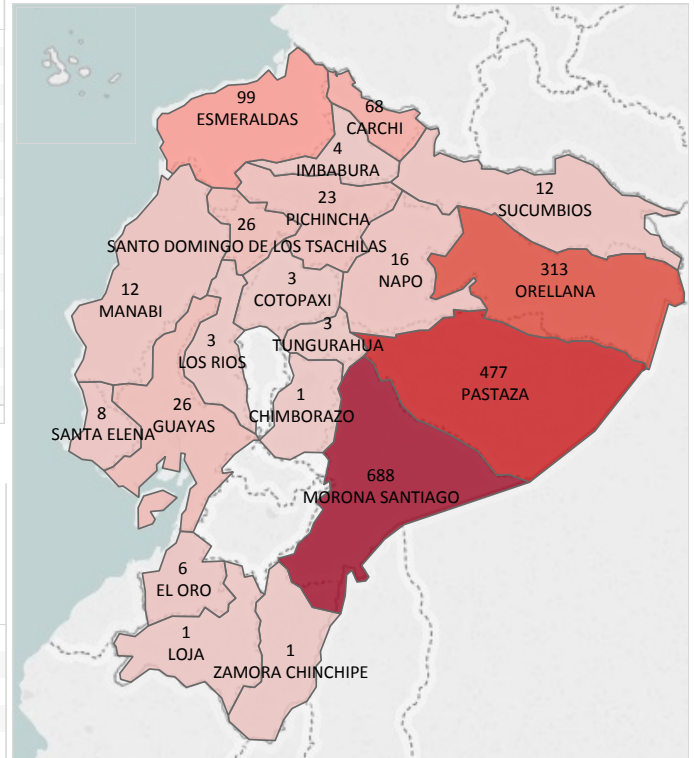 99
ESMERALDAS
68
CARCHI
4
IMBABURA
12
SUCUMBIOS
23
PICHINCHA
26
SANTO DOMINGO DE LOS TSACHILAS
16
NAPO
313
ORELLANA
3
COTOPAXI
12
MANABI
3
LOS RIOS
3
TUNGURAHUA
477
PASTAZA
1
CHIMBORAZO
26
GUAYAS
8
SANTA ELENA
688
MORONA SANTIAGO
6
EL ORO
1
LOJA
1
ZAMORA CHINCHIPE